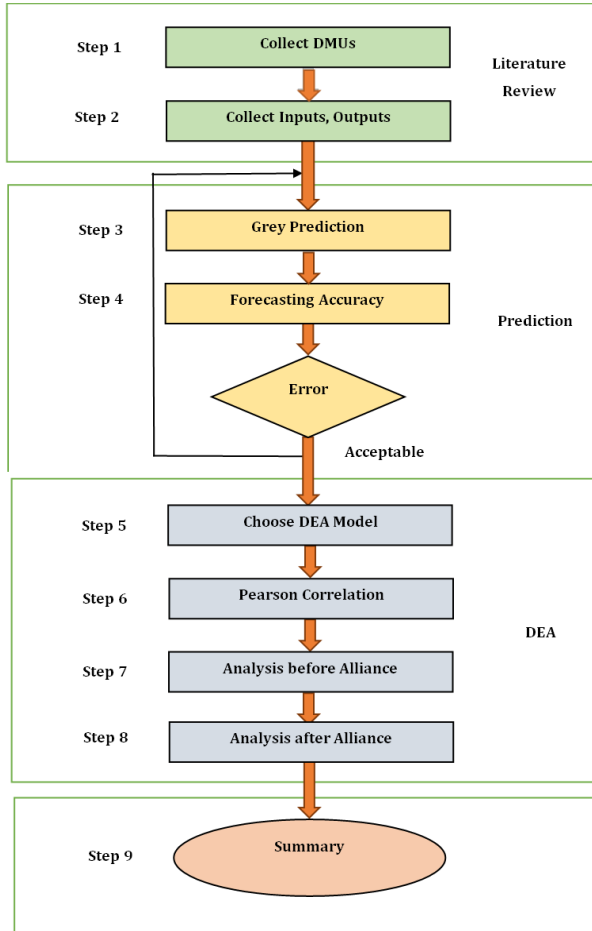 Step 1
Collect DMUs
Literature
Review
Step 2
Collect Inputs, Outputs
Step 3
Grey Prediction
Step 4
Forecasting Accuracy
Prediction
Error
Acceptable
Step 5
Choose DEA Model
Step 6
Pearson Correlation
DEA
Step 7
Analysis before Alliance
Step 8
Analysis after Alliance
Step 9
Summary